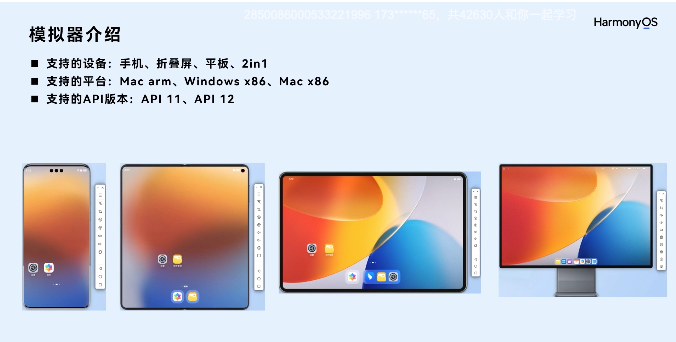 2850086000533221996 173******65，共42630人和你一起学习
HarmonyOS
模拟器介绍
■ 支持的设备：手机、折叠屏、平板、2in1
■ 支持的平台：Mac arm、Windows x86、Mac x86
■ 支持的API版本：API 11、API 12